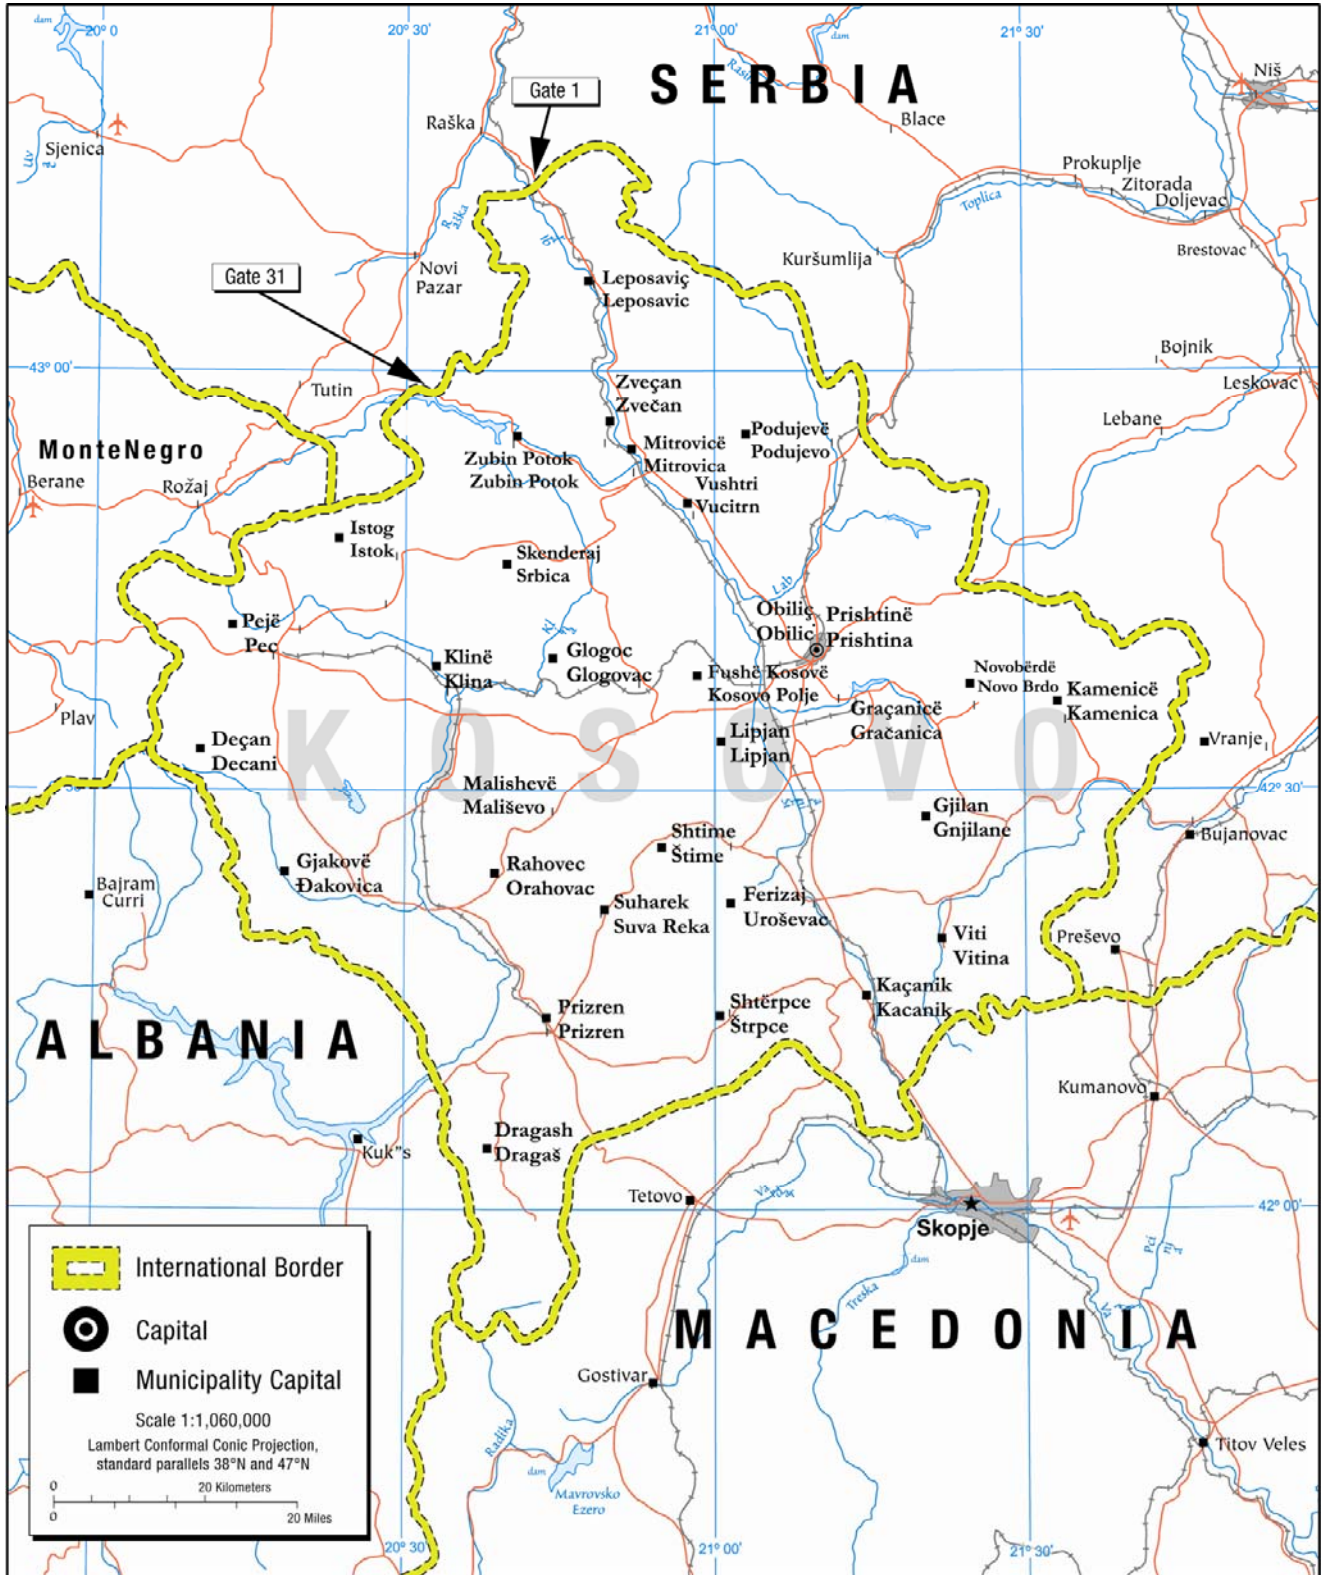 20° 0
20° 30'
21° 00'
21° 30'
dam
dam
SERBIA
Niš
Gate 1
Raška
Blace
Sjenica
Prokuplje
Zitorada
Doljevac
Toplica
Brestovac
Kuršumlija
Novi
Pazar
Gate 31
Leposaviç
Leposavic
43° 00'
Bojnik
Leskovac
Tutin
Zveçan
Zvečan
Lebane
MonteNegro
Podujevë
Podujevo
Mitrovicë
Mitrovica
Zubin Potok
Zubin Potok
Berane
Rožaj
Vushtri
Vucitrn
Istog
Istok
Skenderaj
Srbica
Lab
Obiliç
Obilic
Prishtinë
Prishtina
Pejë
Pec
Klinë
Klina
Glogoc
Glogovac
Fushë Kosovë
Kosovo Polje
Novobërdë
Novo Brdo
Kamenicë
Kamenica
Plav
Graçanicë
Gračanica
KOSOVO
Deçan
Decani
Lipjan
Lipjan
Vranje
Malishevë
Mališevo
42° 30'
Gjilan
Gnjilane
Bujanovac
Shtime
Štime
Gjakovë
Đakovica
Rahovec
Orahovac
Bajram
Curri
Suharek
Suva Reka
Ferizaj
Uroševac
Viti
Vitina
Preševo
Kaçanik
Kacanik
Prizren
Prizren
Shtërpce
Štrpce
ALBANIA
Kumanovo
Dragash
Dragaš
Kuk"s
Tetovo
42° 00'
Skopje
dam
Treska
International Border
Capital
Municipality Capital
Scale 1:1,060,000
Lambert Conformal Conic Projection,
standard parallels 38°N and 47°N
0
20 Kilometers
0
20 Miles
MACEDONIA
Gostivar
Radika
Titov Veles
dam
Mavrovsko
Ezero
20° 30'
21° 00'
21° 30'